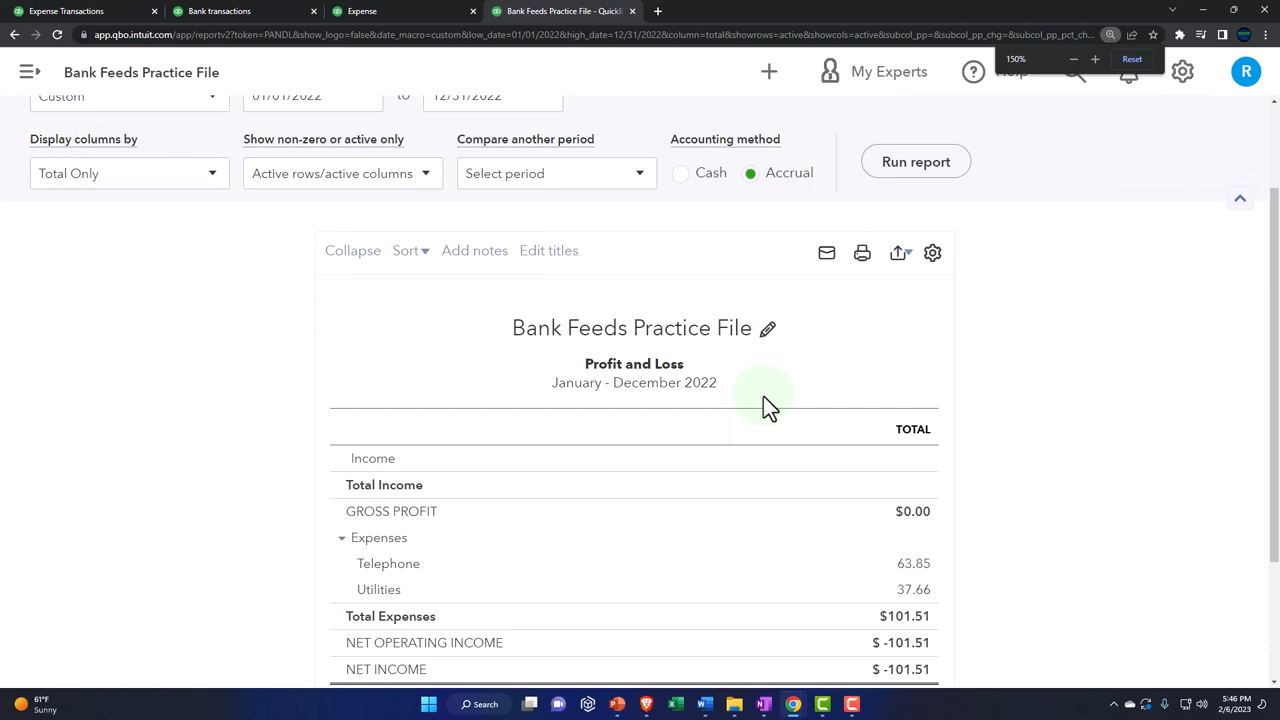 Expense Transactions
Bank transactions
Expense
Bank Feeds Practice File - QuickB
app.qbo.intuit.com/app/reportv2?token=PANDL&show_logo=false&date_macro=custom&low_date=01/01/2022&high_date=12/31/2022&column=total&showrows=active&showcols=active&subcol_pp=&subcol_pp_chg=&subcol_pp_pct_ch...
150%
Reset
Bank Feeds Practice File
My Experts
Help
R
Custom
01/01/2022
to
12/31/2022
Display columns by
Show non-zero or active only
Compare another period
Accounting method
Total Only
Active rows/active columns
Select period
Cash
Accrual
Run report
Collapse
Sort
Add notes
Edit titles
Bank Feeds Practice File
Profit and Loss
January - December 2022
TOTAL
Income
Total Income
GROSS PROFIT $0.00
Expenses
Telephone 63.85
Utilities 37.66
Total Expenses $101.51
NET OPERATING INCOME $ -101.51
NET INCOME $ -101.51
61°F
Sunny
Search
5:46 PM
2/6/2023